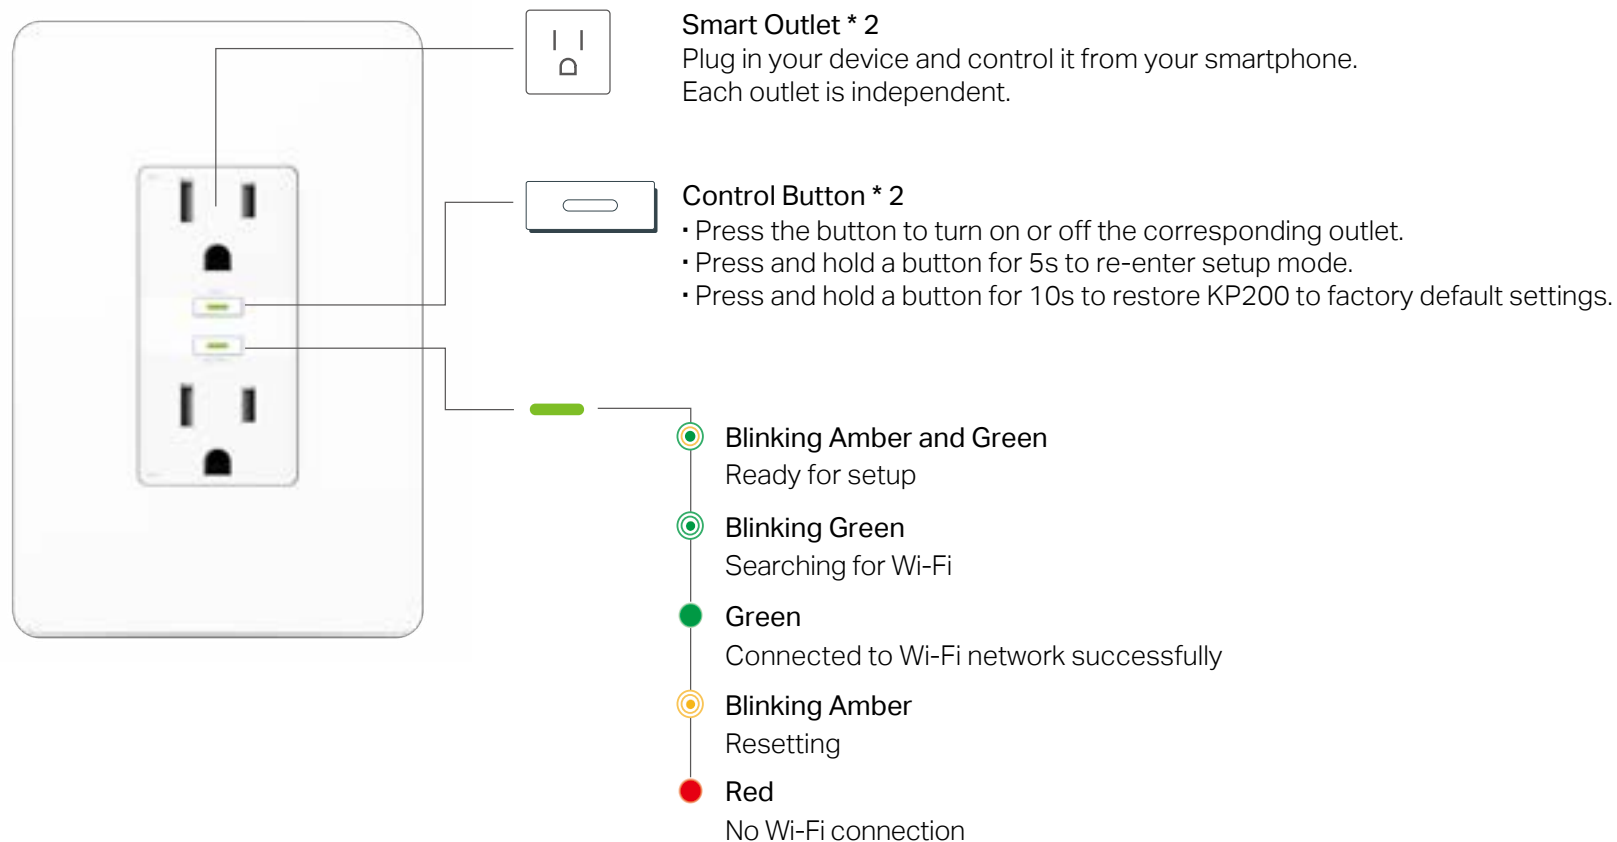 Smart Outlet * 2
Plug in your device and control it from your smartphone.
Each outlet is independent.
Control Button * 2
· Press the button to turn on or off the corresponding outlet.
· Press and hold a button for 5s to re-enter setup mode.
· Press and hold a button for 10s to restore KP200 to factory default settings.
Blinking Amber and Green
Ready for setup
Blinking Green
Searching for Wi-Fi
Green
Connected to Wi-Fi network successfully
Blinking Amber
Resetting
Red
No Wi-Fi connection